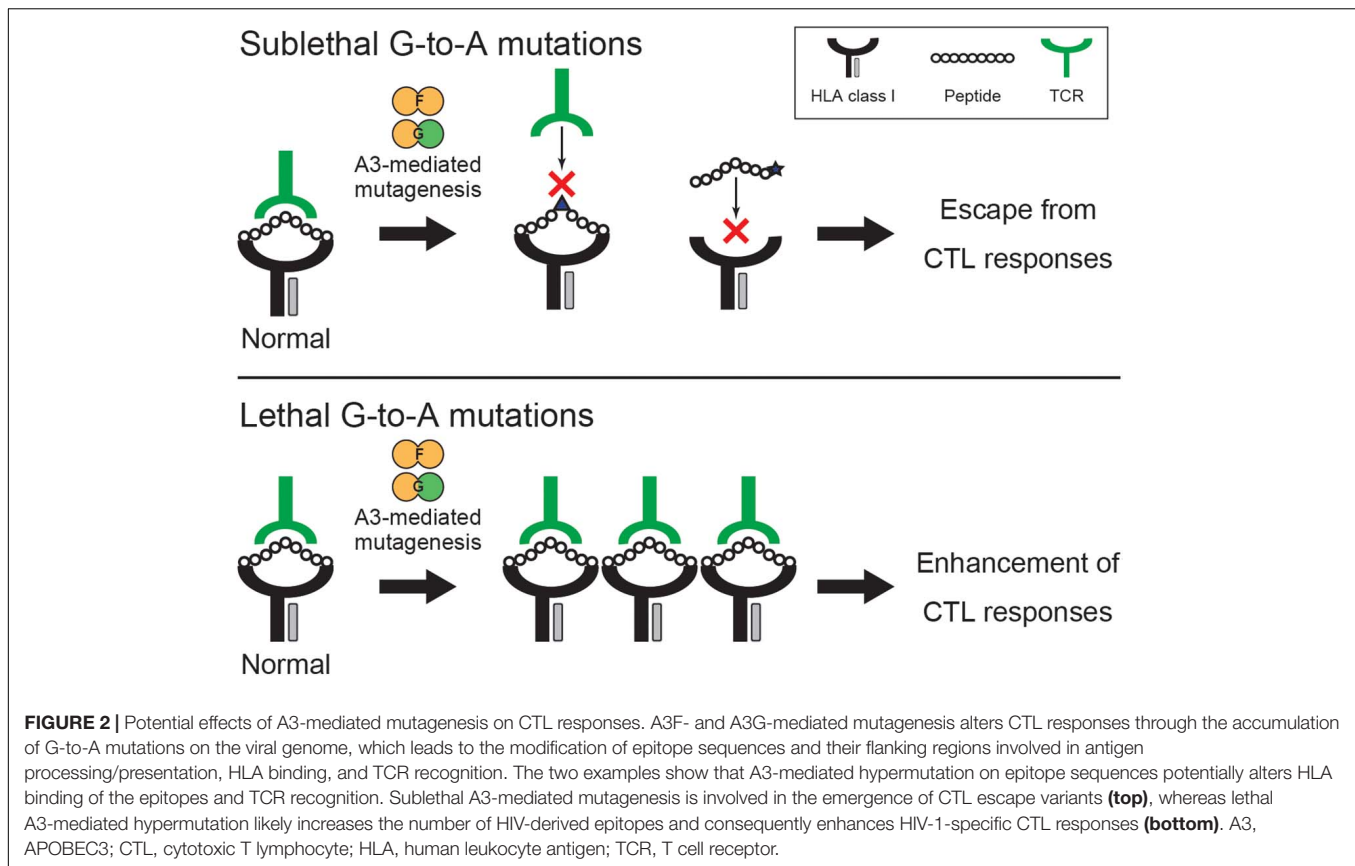 Sublethal G-to-A mutations
HLA class I
Peptide
TCR
F
G
A3-mediated
mutagenesis
Normal
Escape from
CTL responses
Lethal G-to-A mutations
F
G
A3-mediated
mutagenesis
Normal
Enhancement of
CTL responses
FIGURE 2 | Potential effects of A3-mediated mutagenesis on CTL responses. A3F- and A3G-mediated mutagenesis alters CTL responses through the accumulation
of G-to-A mutations on the viral genome, which leads to the modification of epitope sequences and their flanking regions involved in antigen
processing/presentation, HLA binding, and TCR recognition. The two examples show that A3-mediated hypermutation on epitope sequences potentially alters HLA
binding of the epitopes and TCR recognition. Sublethal A3-mediated mutagenesis is involved in the emergence of CTL escape variants (top), whereas lethal
A3-mediated hypermutation likely increases the number of HIV-derived epitopes and consequently enhances HIV-1-specific CTL responses (bottom). A3,
APOBEC3; CTL, cytotoxic T lymphocyte; HLA, human leukocyte antigen; TCR, T cell receptor.